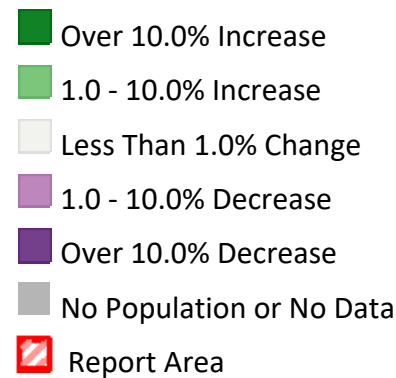 Over 10.0% Increase
1.0 - 10.0% Increase
Less Than 1.0% Change
1.0 - 10.0% Decrease
Over 10.0% Decrease
No Population or No Data
Report Area